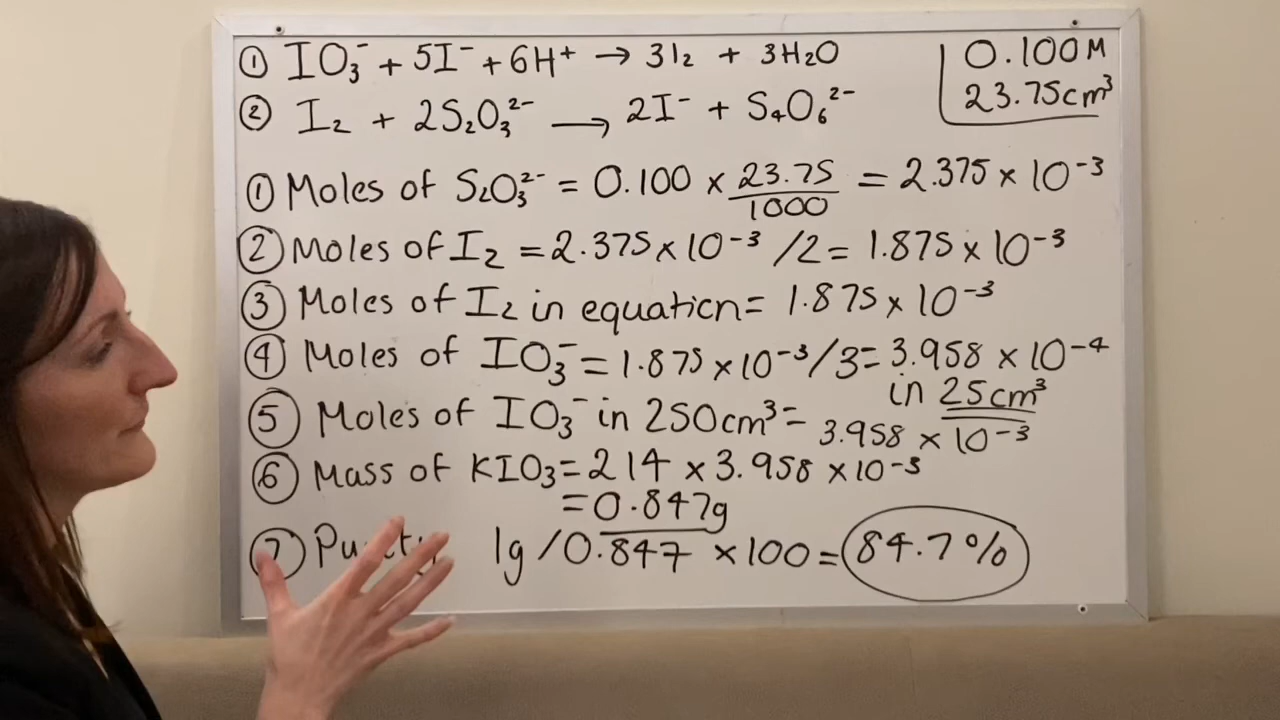 ① IO₃⁻ + 5I⁻ + 6H⁺ → 3I₂ + 3H₂O
0.100M
23.75cm³
② I₂ + 2S₂O₃²⁻ → 2I⁻ + S₄O₆²⁻
① Moles of S₂O₃²⁻ = 0.100 × 23.75/1000 = 2.375 × 10⁻³
② Moles of I₂ = 2.375 × 10⁻³ /2 = 1.875 × 10⁻³
③ Moles of I₂ in equation = 1.875 × 10⁻³
④ Moles of IO₃⁻ = 1.875 × 10⁻³/3 = 3.958 × 10⁻⁴
in 25cm³
⑤ Moles of IO₃⁻ in 250cm³ = 3.958 × 10⁻³
⑥ Mass of KIO₃ = 214 × 3.958 × 10⁻³
= 0.847g
⑦ 1g / 0.847 × 100 = 84.7%